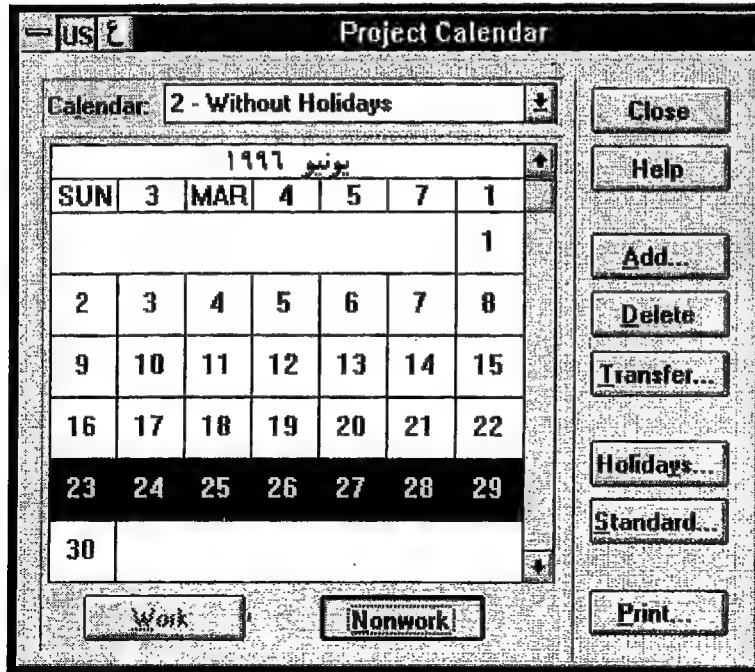 US ع Project Calendar
Calendar: 2 - Without Holidays
يونيو ١٩٩٦
SUN 3 MAR 4 5 7 1
1
2 3 4 5 6 7 8
9 10 11 12 13 14 15
16 17 18 19 20 21 22
23 24 25 26 27 28 29
30
Work Nonwork
Close
Help
Add...
Delete
Transfer...
Holidays...
Standard...
Print...